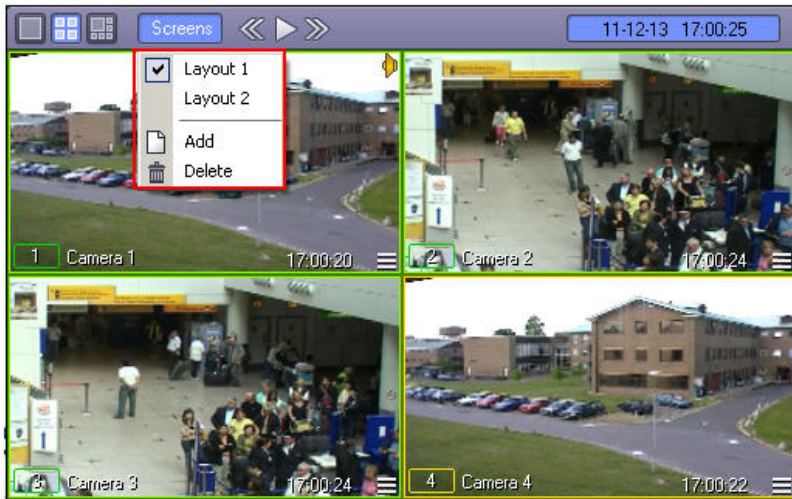 Screens
11-12-13 17:00:25
Layout 1
Layout 2
Add
Delete
1 Camera 1 17:00:20
2 Camera 2 17:00:24
3 Camera 3 17:00:24
4 Camera 4 17:00:22